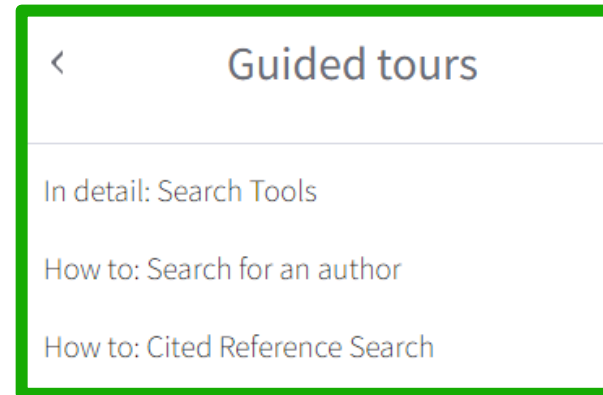 Guided tours
In detail: Search Tools
How to: Search for an author
How to: Cited Reference Search